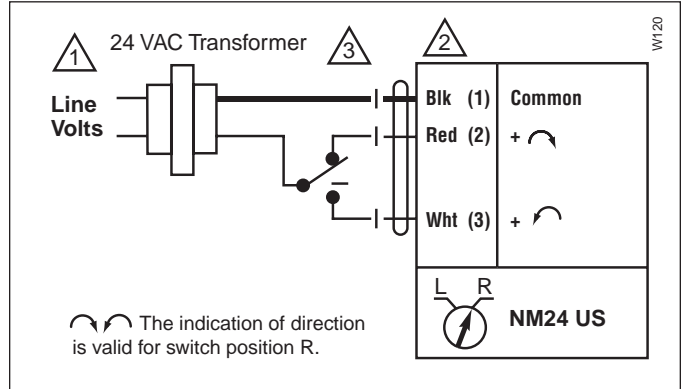 W120
1
24 VAC Transformer
3
2
Line
Volts
Blk (1) Common
Red (2) +
Wht (3) +
L R
NM24 US
The indication of direction
is valid for switch position R.